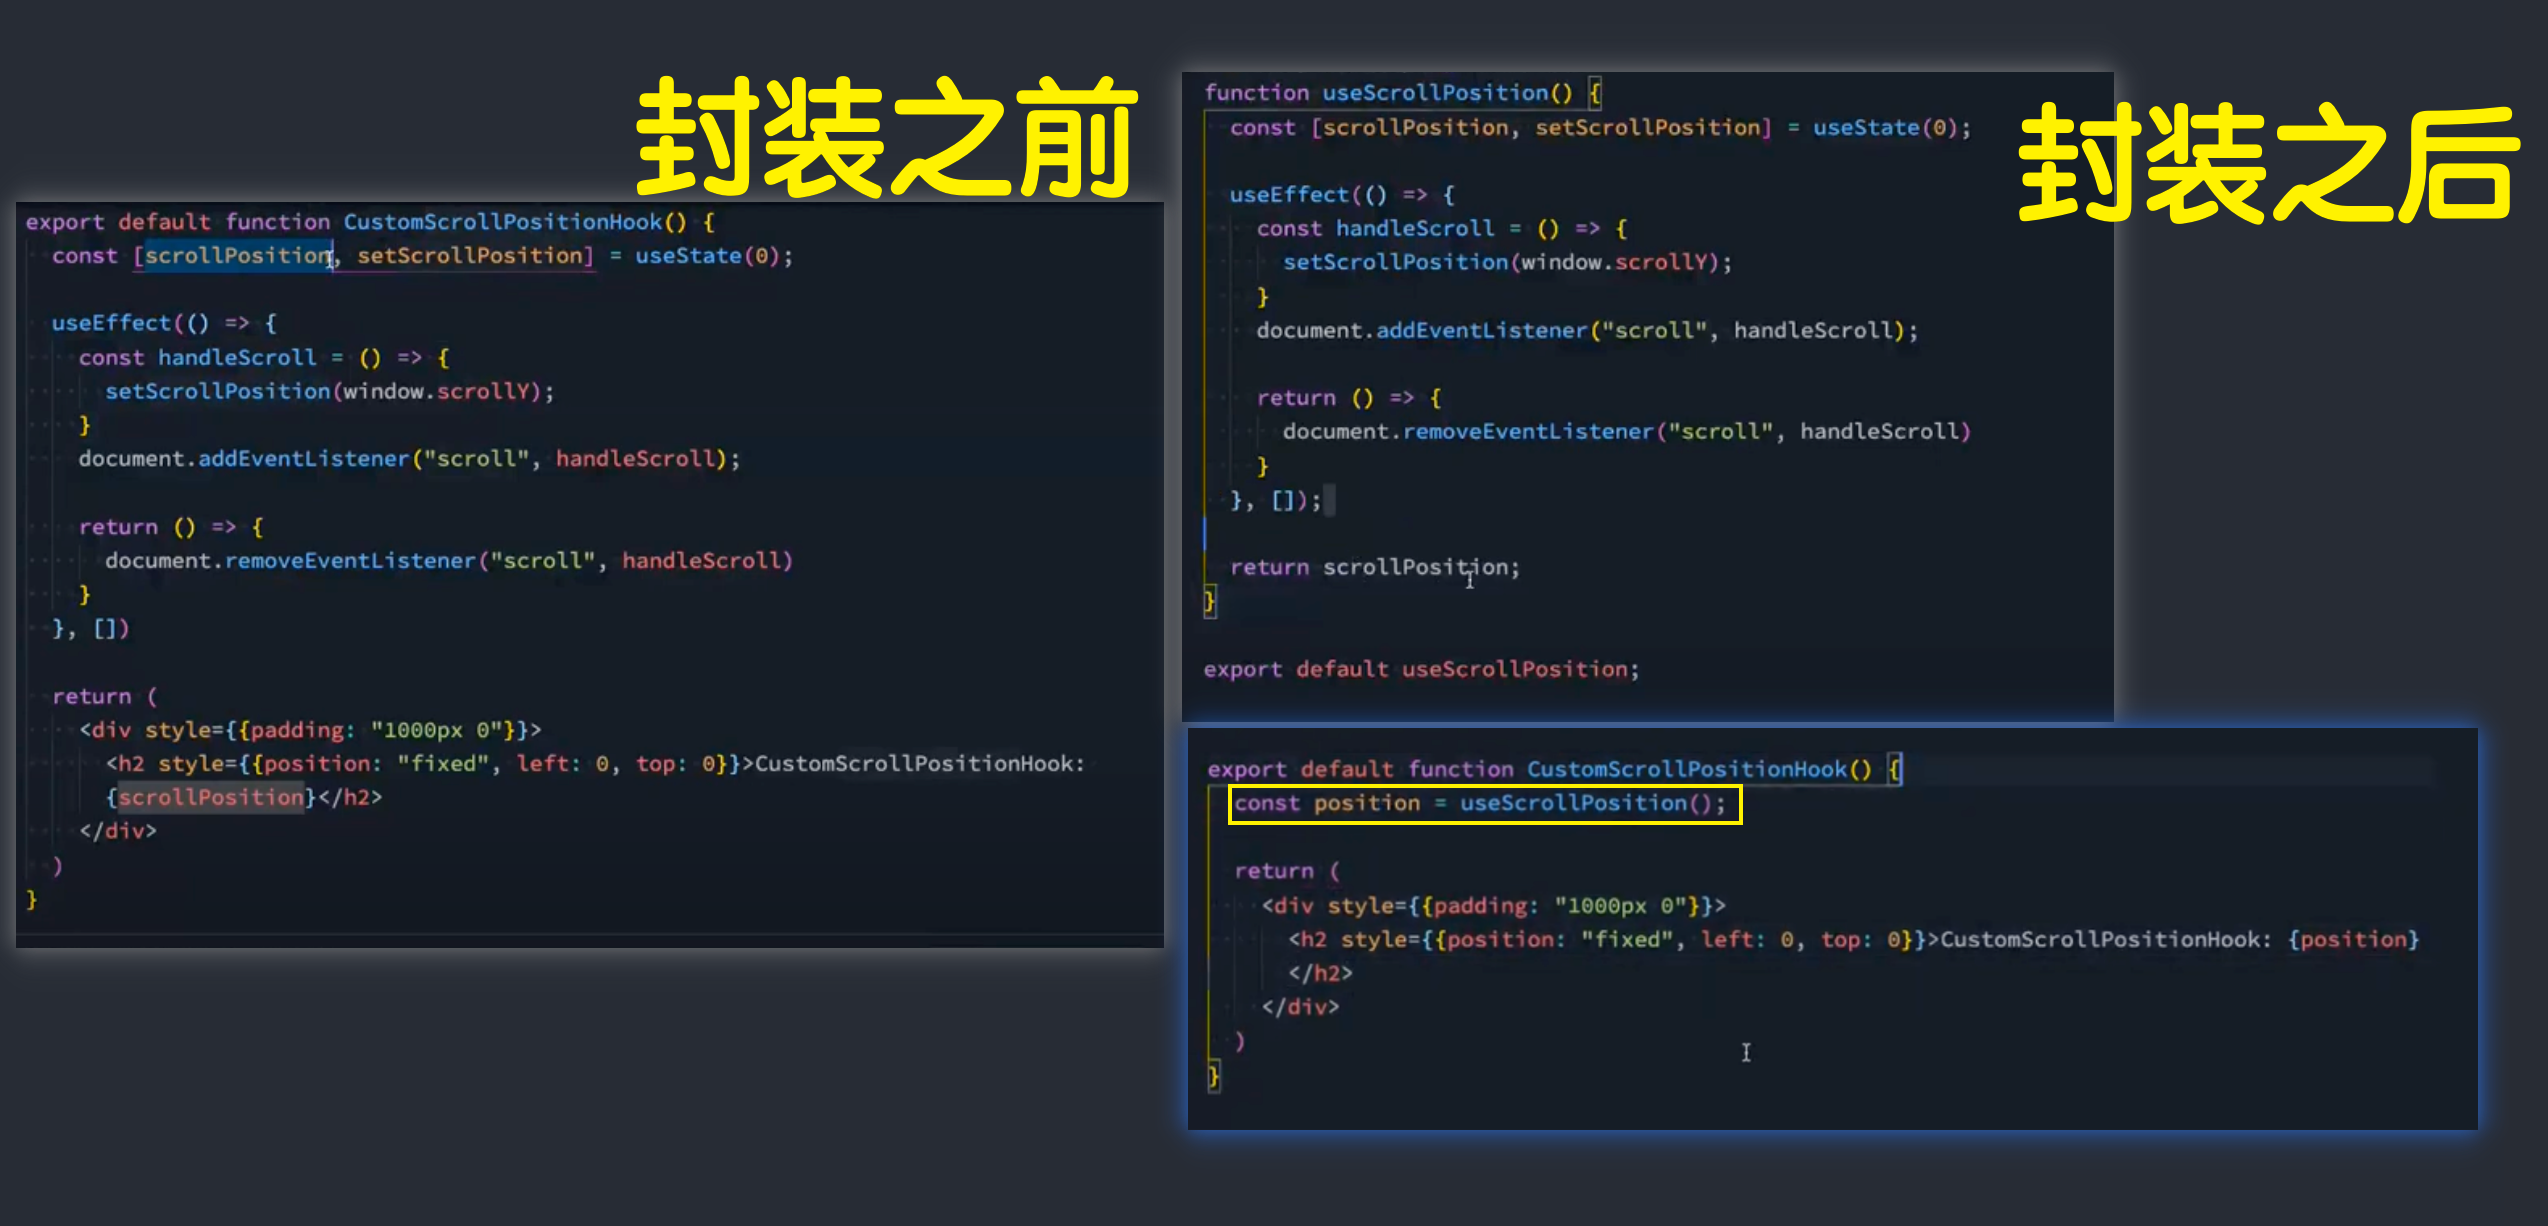 封装之前
export default function CustomScrollPositionHook() {
const [scrollPosition, setScrollPosition] = useState(0);
useEffect(() => {
const handleScroll = () => {
setScrollPosition(window.scrollY);
}
document.addEventListener("scroll", handleScroll);
return () => {
document.removeEventListener("scroll", handleScroll)
}
}, [])
return (
<div style={{padding: "1000px 0"}}>
<h2 style={{position: "fixed", left: 0, top: 0}}>CustomScrollPositionHook:
{scrollPosition}</h2>
</div>
)
}
封装之后
function useScrollPosition() {
const [scrollPosition, setScrollPosition] = useState(0);
useEffect(() => {
const handleScroll = () => {
setScrollPosition(window.scrollY);
}
document.addEventListener("scroll", handleScroll);
return () => {
document.removeEventListener("scroll", handleScroll)
}
}, []);
return scrollPosition;
}
export default useScrollPosition;
export default function CustomScrollPositionHook() {
const position = useScrollPosition();
return (
<div style={{padding: "1000px 0"}}>
<h2 style={{position: "fixed", left: 0, top: 0}}>CustomScrollPositionHook: {position}
</h2>
</div>
)
}